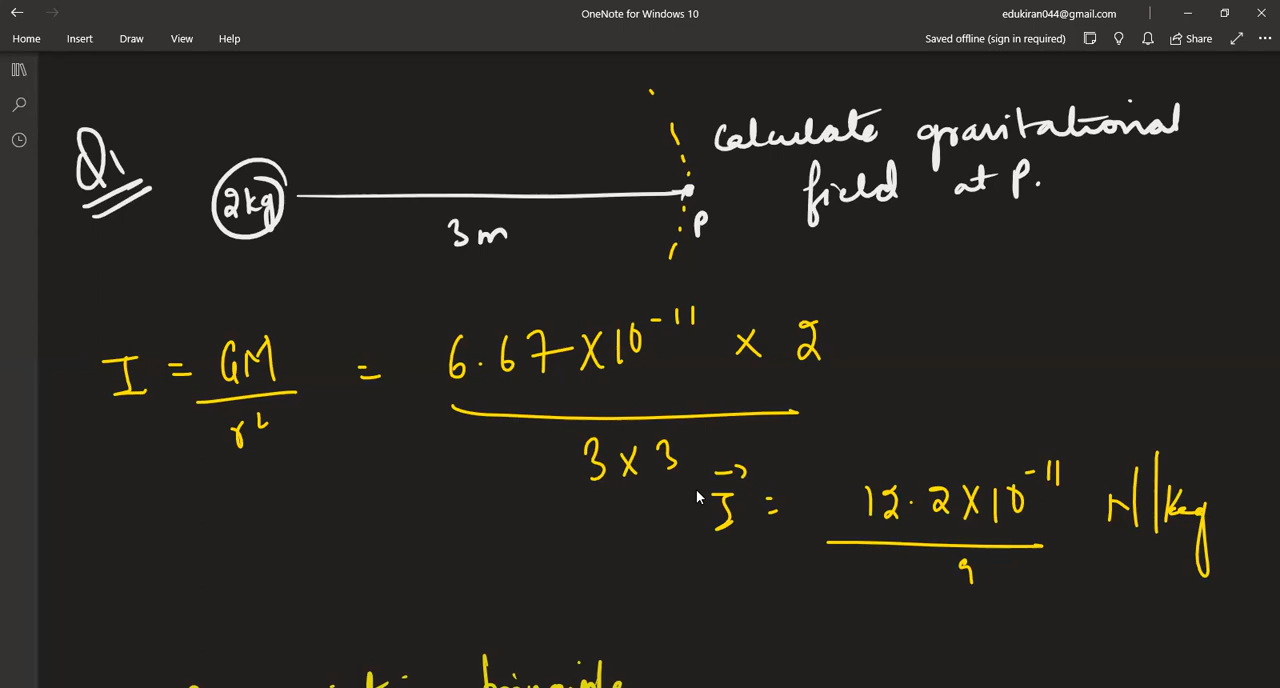 OneNote for Windows 10
edukiran044@gmail.com
Home Insert Draw View Help
Saved offline (sign in required)
Share
Q1
2kg
3 m
P
calculate gravitational
field at P.
I = GM / r² = 6.67 × 10⁻¹¹ × 2 / 3 × 3
I⃗ = 12.2 × 10⁻¹¹ / 9 N/kg